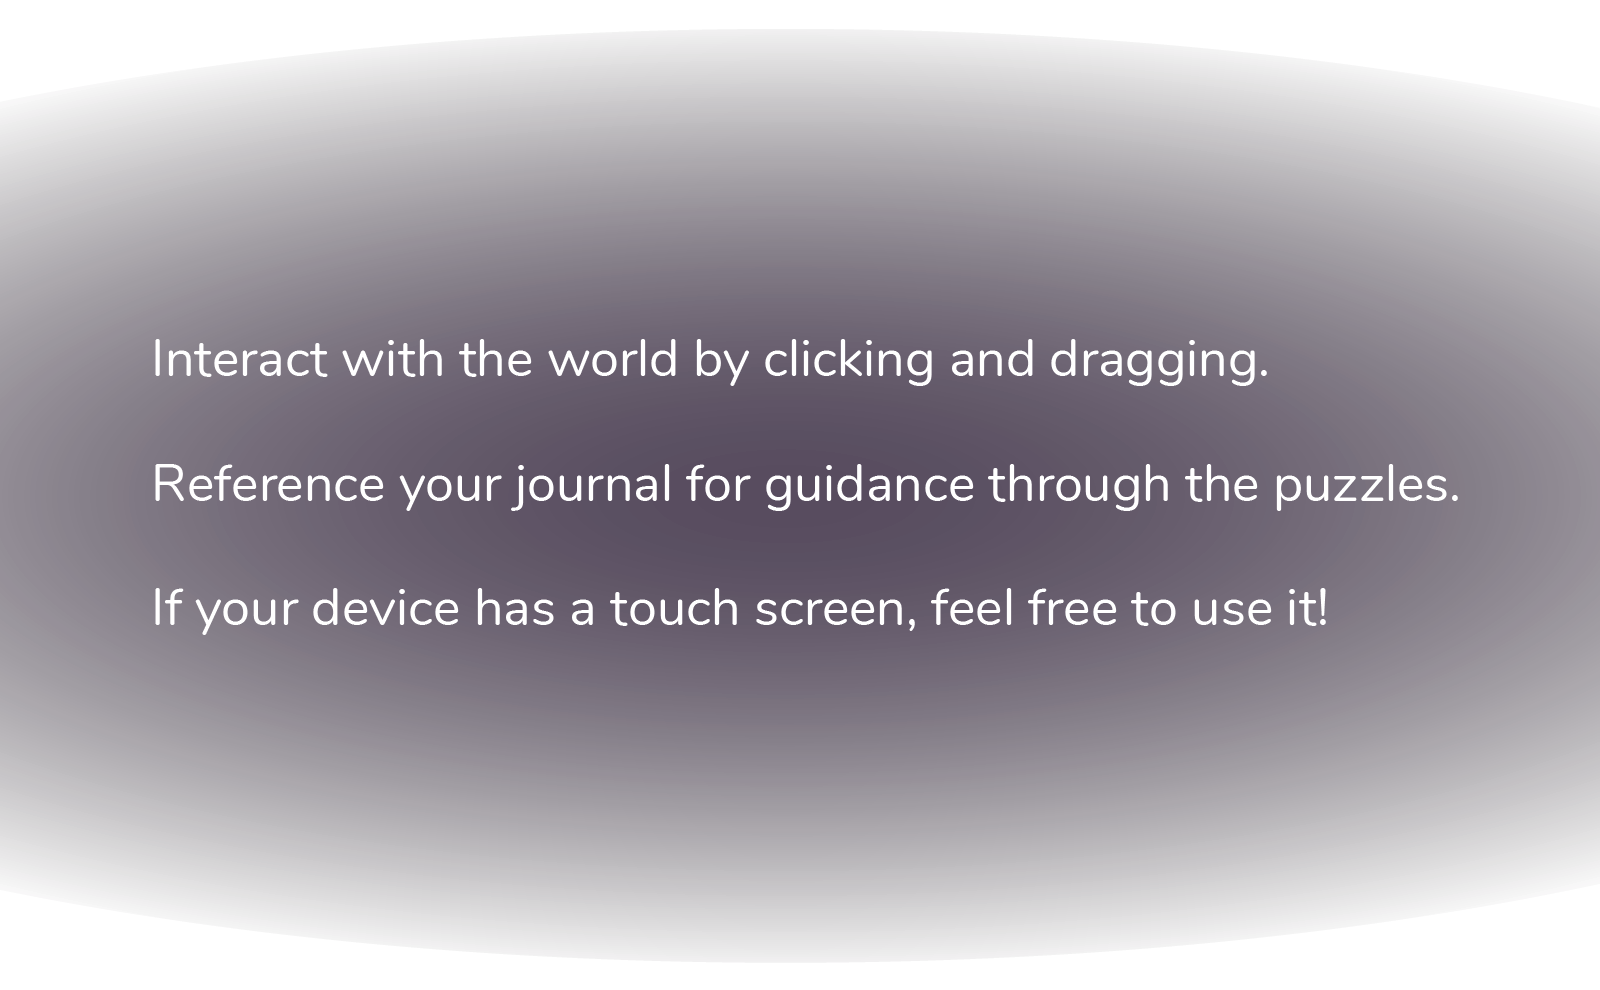 Interact with the world by clicking and dragging.
Reference your journal for guidance through the puzzles.
If your device has a touch screen, feel free to use it!